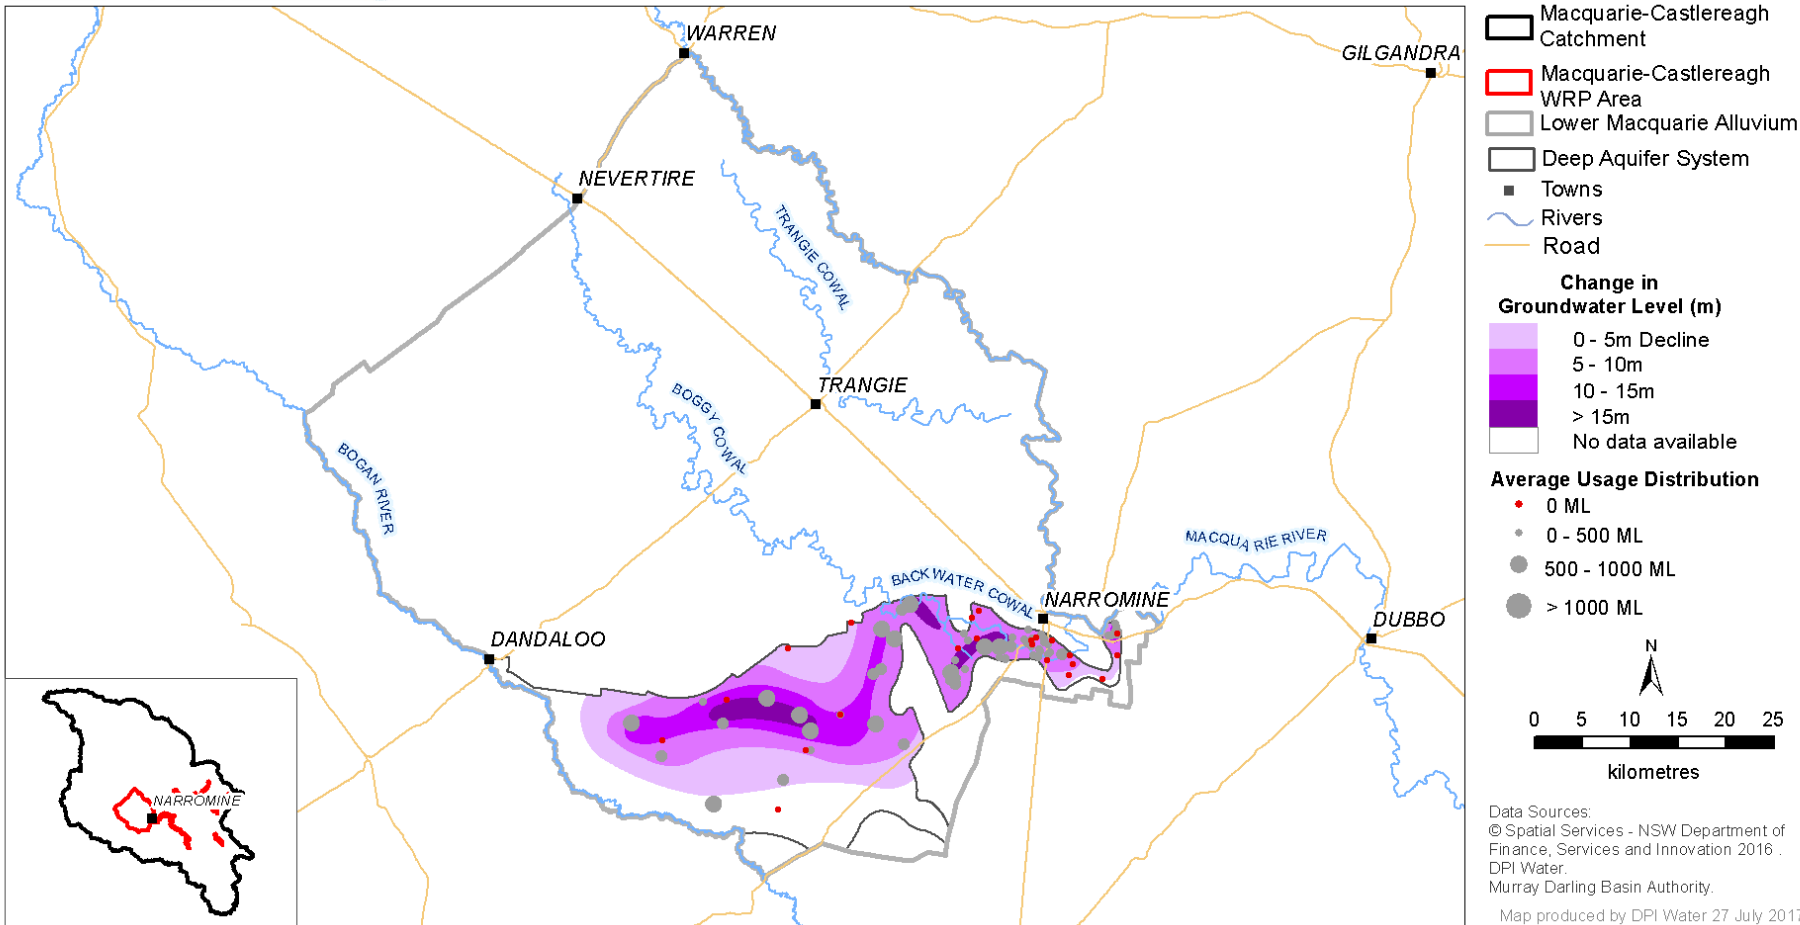 WARREN
GILGANDRA
NEVERTIRE
TRANGIE COWAL
TRANGIE
BOGGY COWAL
BOGAN RIVER
MACQUARIE RIVER
BACKWATER COWAL
NARROMINE
DUBBO
DANDALOO
NARROMINE
Macquarie-Castlereagh
Catchment
Macquarie-Castlereagh
WRP Area
Lower Macquarie Alluvium
Deep Aquifer System
Towns
Rivers
Road
Change in
Groundwater Level (m)
0 - 5m Decline
5 - 10m
10 - 15m
> 15m
No data available
Average Usage Distribution
0 ML
0 - 500 ML
500 - 1000 ML
> 1000 ML
N
0 5 10 15 20 25
kilometres
Data Sources:
© Spatial Services - NSW Department of
Finance, Services and Innovation 2016 .
DPI Water.
Murray Darling Basin Authority.
Map produced by DPI Water 27 July 2017